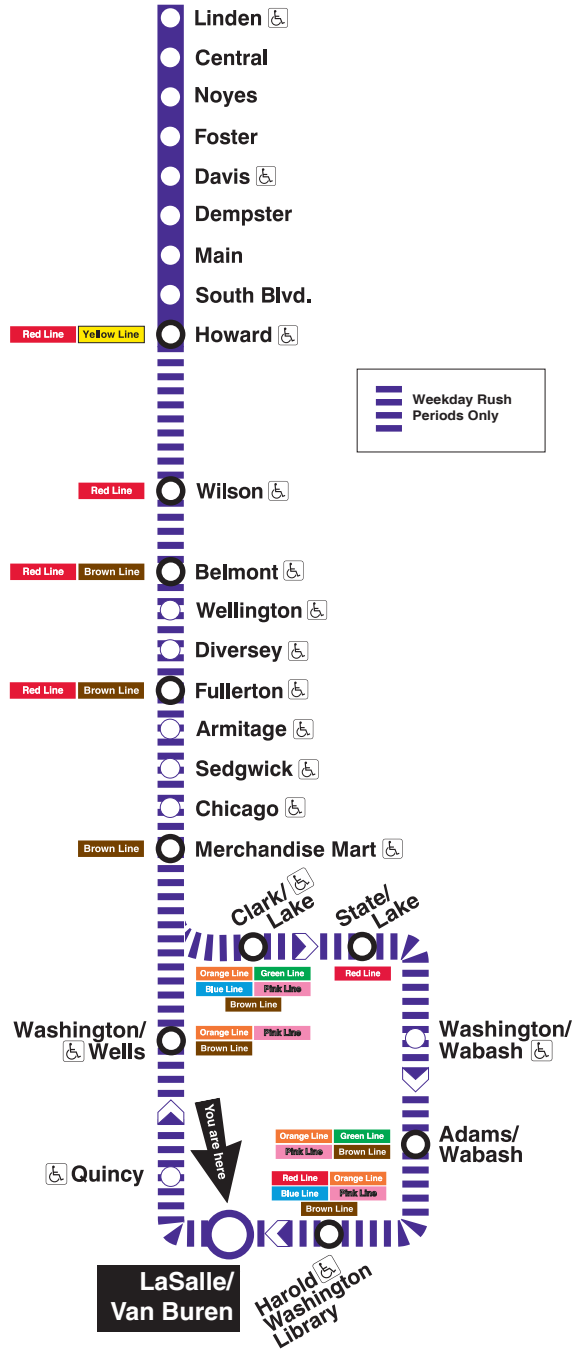 Linden
Central
Noyes
Foster
Davis
Dempster
Main
South Blvd.
Red Line Yellow Line Howard
Weekday Rush
Periods Only
Red Line Wilson
Red Line Brown Line Belmont
Wellington
Diversey
Red Line Brown Line Fullerton
Armitage
Sedgwick
Chicago
Brown Line Merchandise Mart
Clark/
Lake
State/
Lake
Orange Line Green Line
Blue Line Pink Line
Brown Line
Red Line
Washington/
Wells
Orange Line Pink Line
Brown Line
Washington/
Wabash
You are here
Orange Line Green Line
Pink Line Brown Line
Adams/
Wabash
Quincy
Red Line Orange Line
Blue Line Pink Line
Brown Line
LaSalle/
Van Buren
Harold
Washington
Library